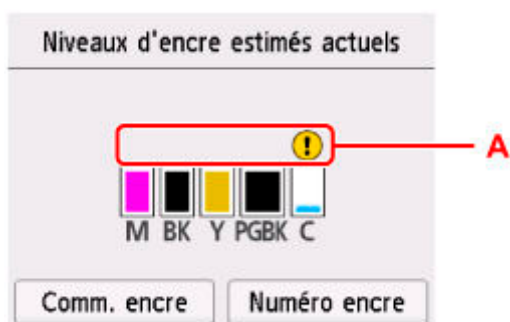 Niveaux d'encre estimés actuels
A
M BK Y PGBK C
Comm. encre Numéro encre